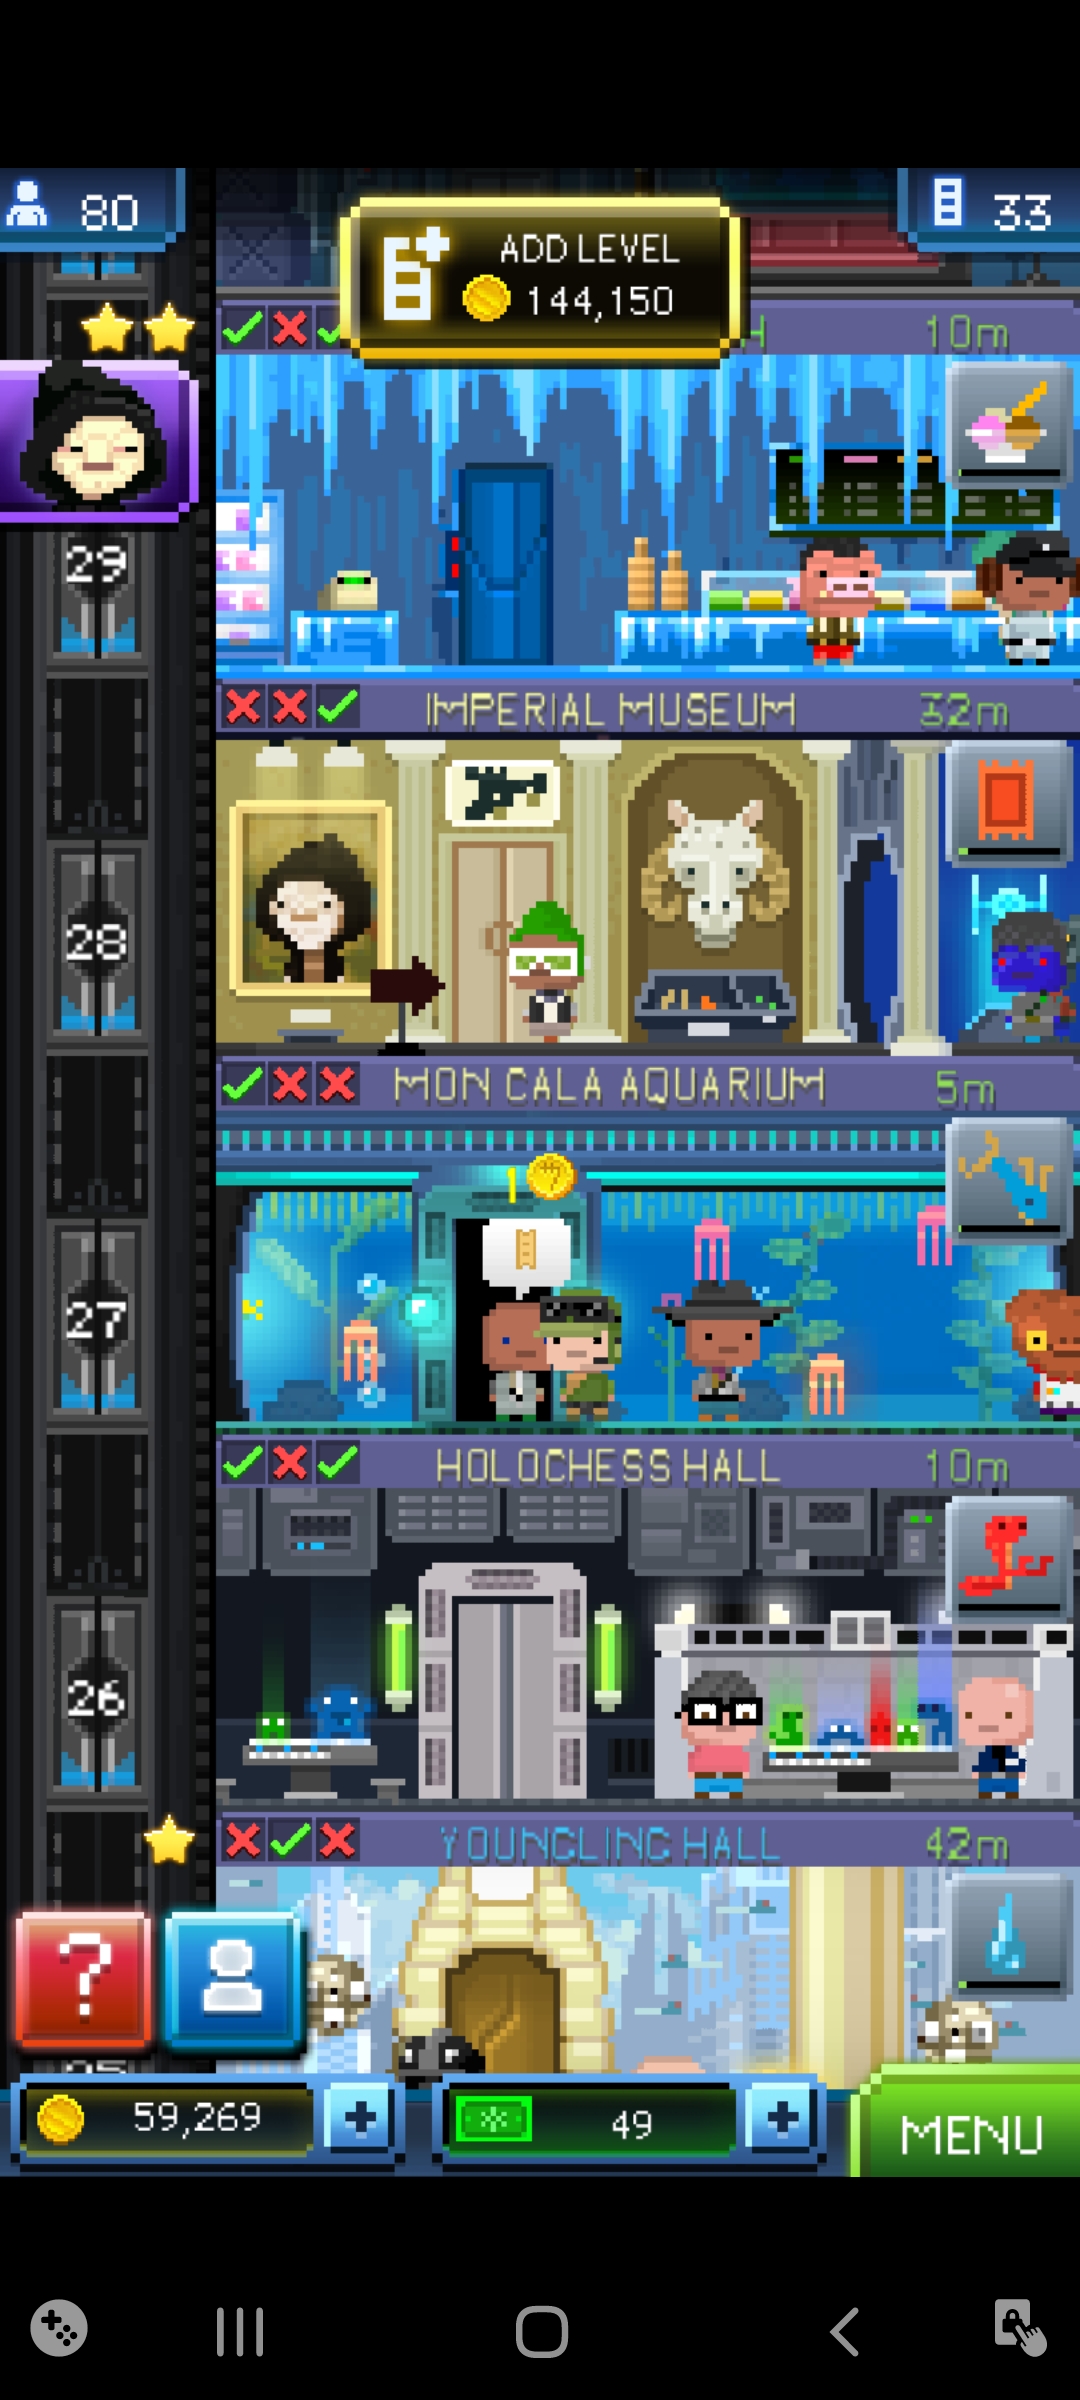 80
33
ADD LEVEL
144,150
H
10m
29
IMPERIAL MUSEUM
32m
28
MON CALA AQUARIUM
5m
1
27
HOLOCHESS HALL
10m
26
YOUNGLING HALL
42m
?
59,269
+
49
+
MENU